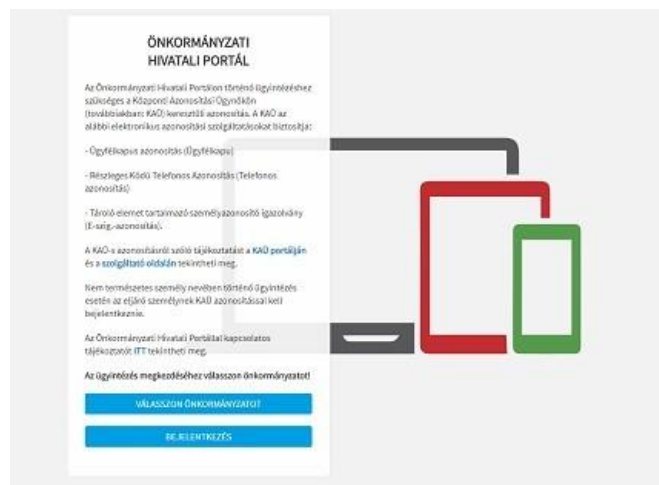 ÖNKORMÁNYZATI
HIVATALI PORTÁL
Az Önkormányzati Hivatali Portálon történő ügyintézéshez
szükséges a Központi Azonosítási Ügynökön
(továbbiakban: KAÜ) keresztüli azonosítás. A KAÜ az
alábbi elektronikus azonosítási szolgáltatásokat biztosítja:
- Ügyfélkapus azonosítás (Ügyfélkapu)
- Részleges Kódú Telefonos Azonosítás (Telefonos
azonosítás)
- Tároló elemet tartalmazó személyazonosító igazolvány
(E-szig.-azonosítás).
A KAÜ-s azonosításról szóló tájékoztatást a KAÜ portálján
és a szolgáltató oldalán tekintheti meg.
Nem természetes személy nevében történő ügyintézés
esetén az eljáró személynek KAÜ azonosítással kell
bejelentkeznie.
Az Önkormányzati Hivatali Portállal kapcsolatos
tájékoztatót ITT tekintheti meg.
Az ügyintézés megkezdéséhez válasszon önkormányzatot!
VÁLASSZON ÖNKORMÁNYZATOT
BEJELENTKEZÉS